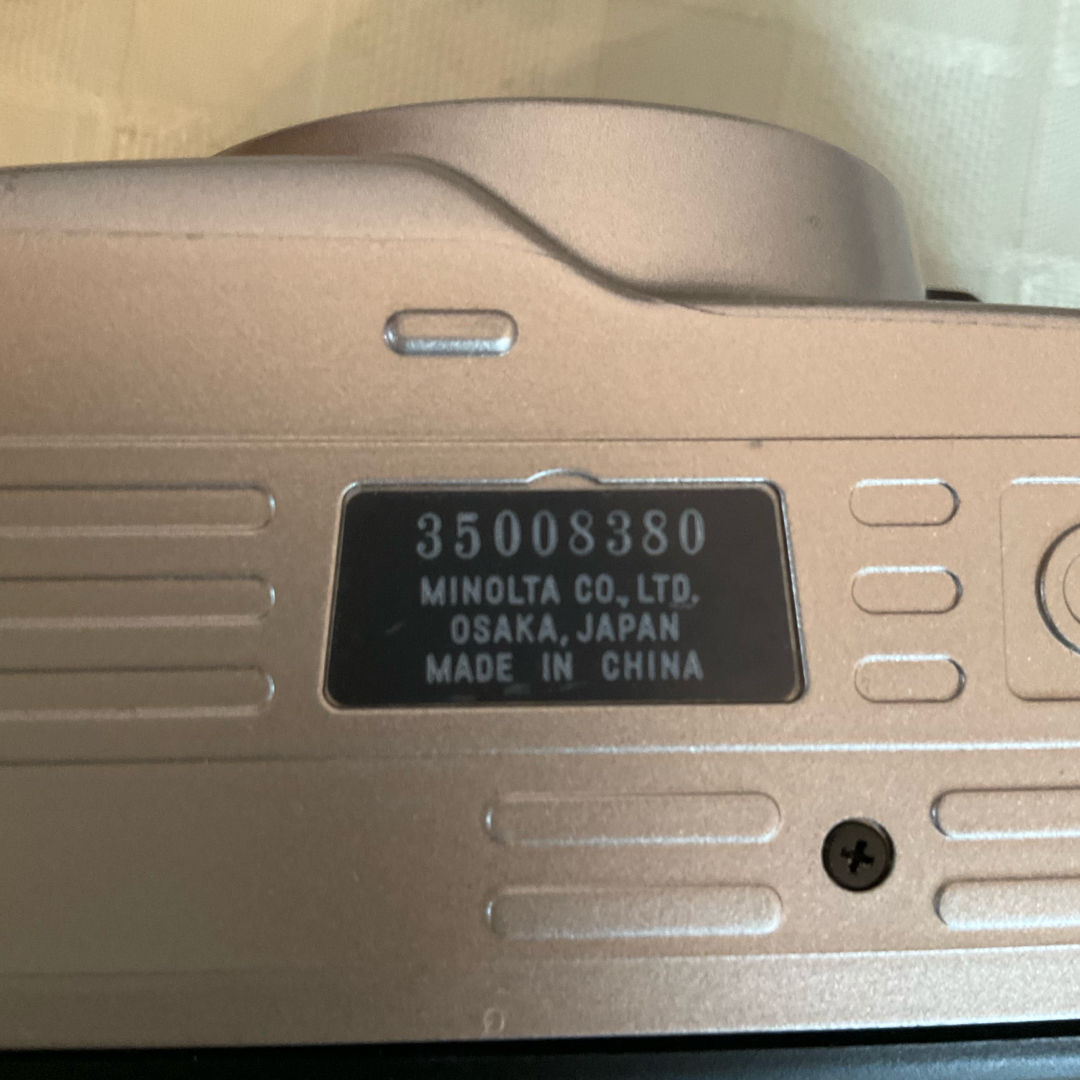 35008380
MINOLTA CO., LTD.
OSAKA, JAPAN
MADE IN CHINA